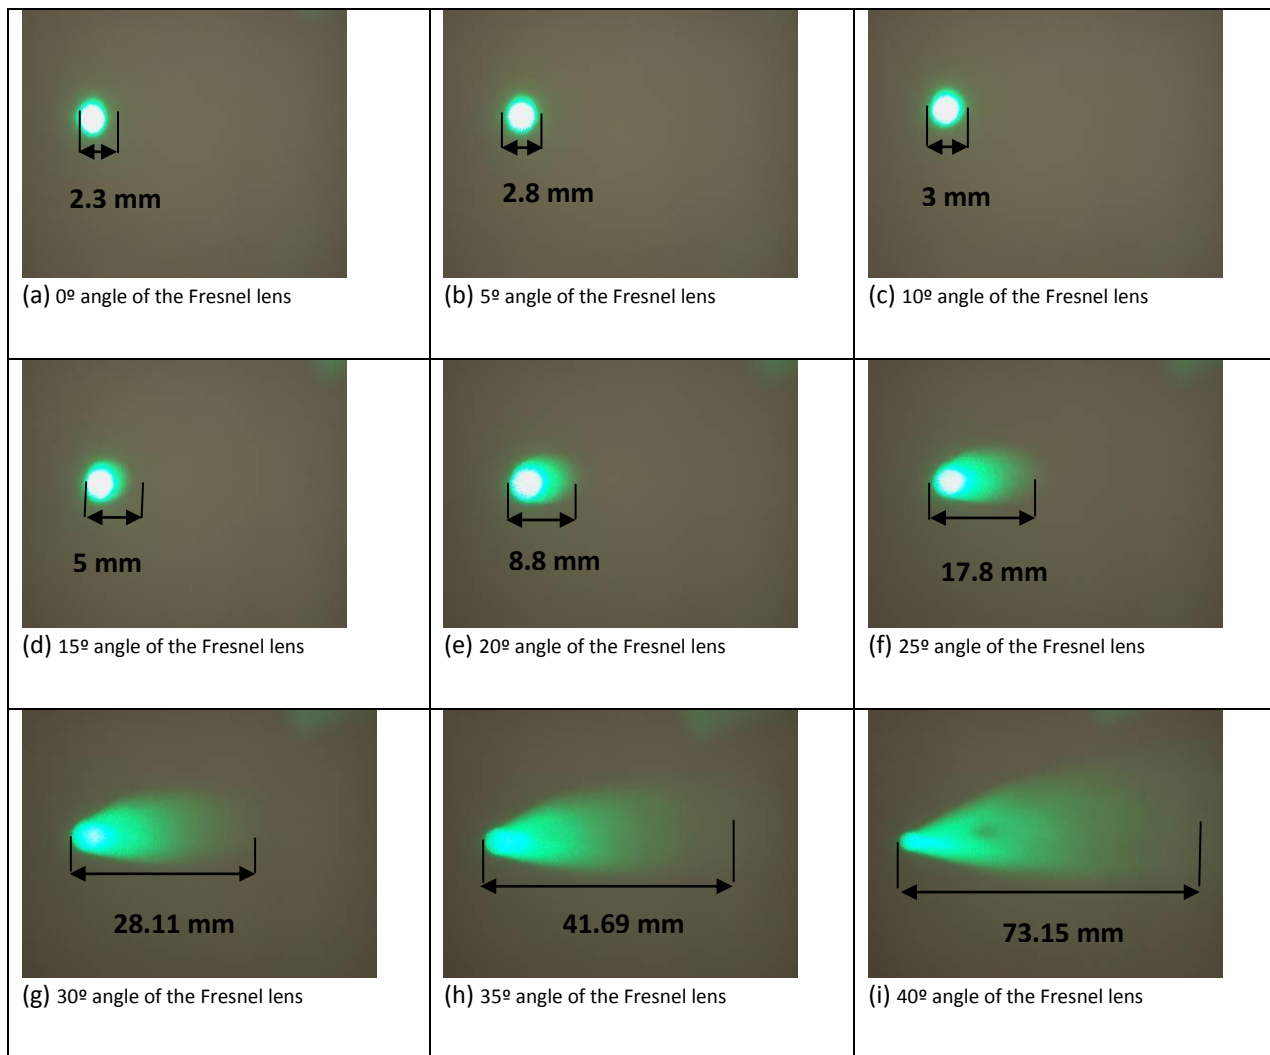 2.3 mm
(a) 0º angle of the Fresnel lens
2.8 mm
(b) 5º angle of the Fresnel lens
3 mm
(c) 10º angle of the Fresnel lens
5 mm
(d) 15º angle of the Fresnel lens
8.8 mm
(e) 20º angle of the Fresnel lens
17.8 mm
(f) 25º angle of the Fresnel lens
28.11 mm
(g) 30º angle of the Fresnel lens
41.69 mm
(h) 35º angle of the Fresnel lens
73.15 mm
(i) 40º angle of the Fresnel lens